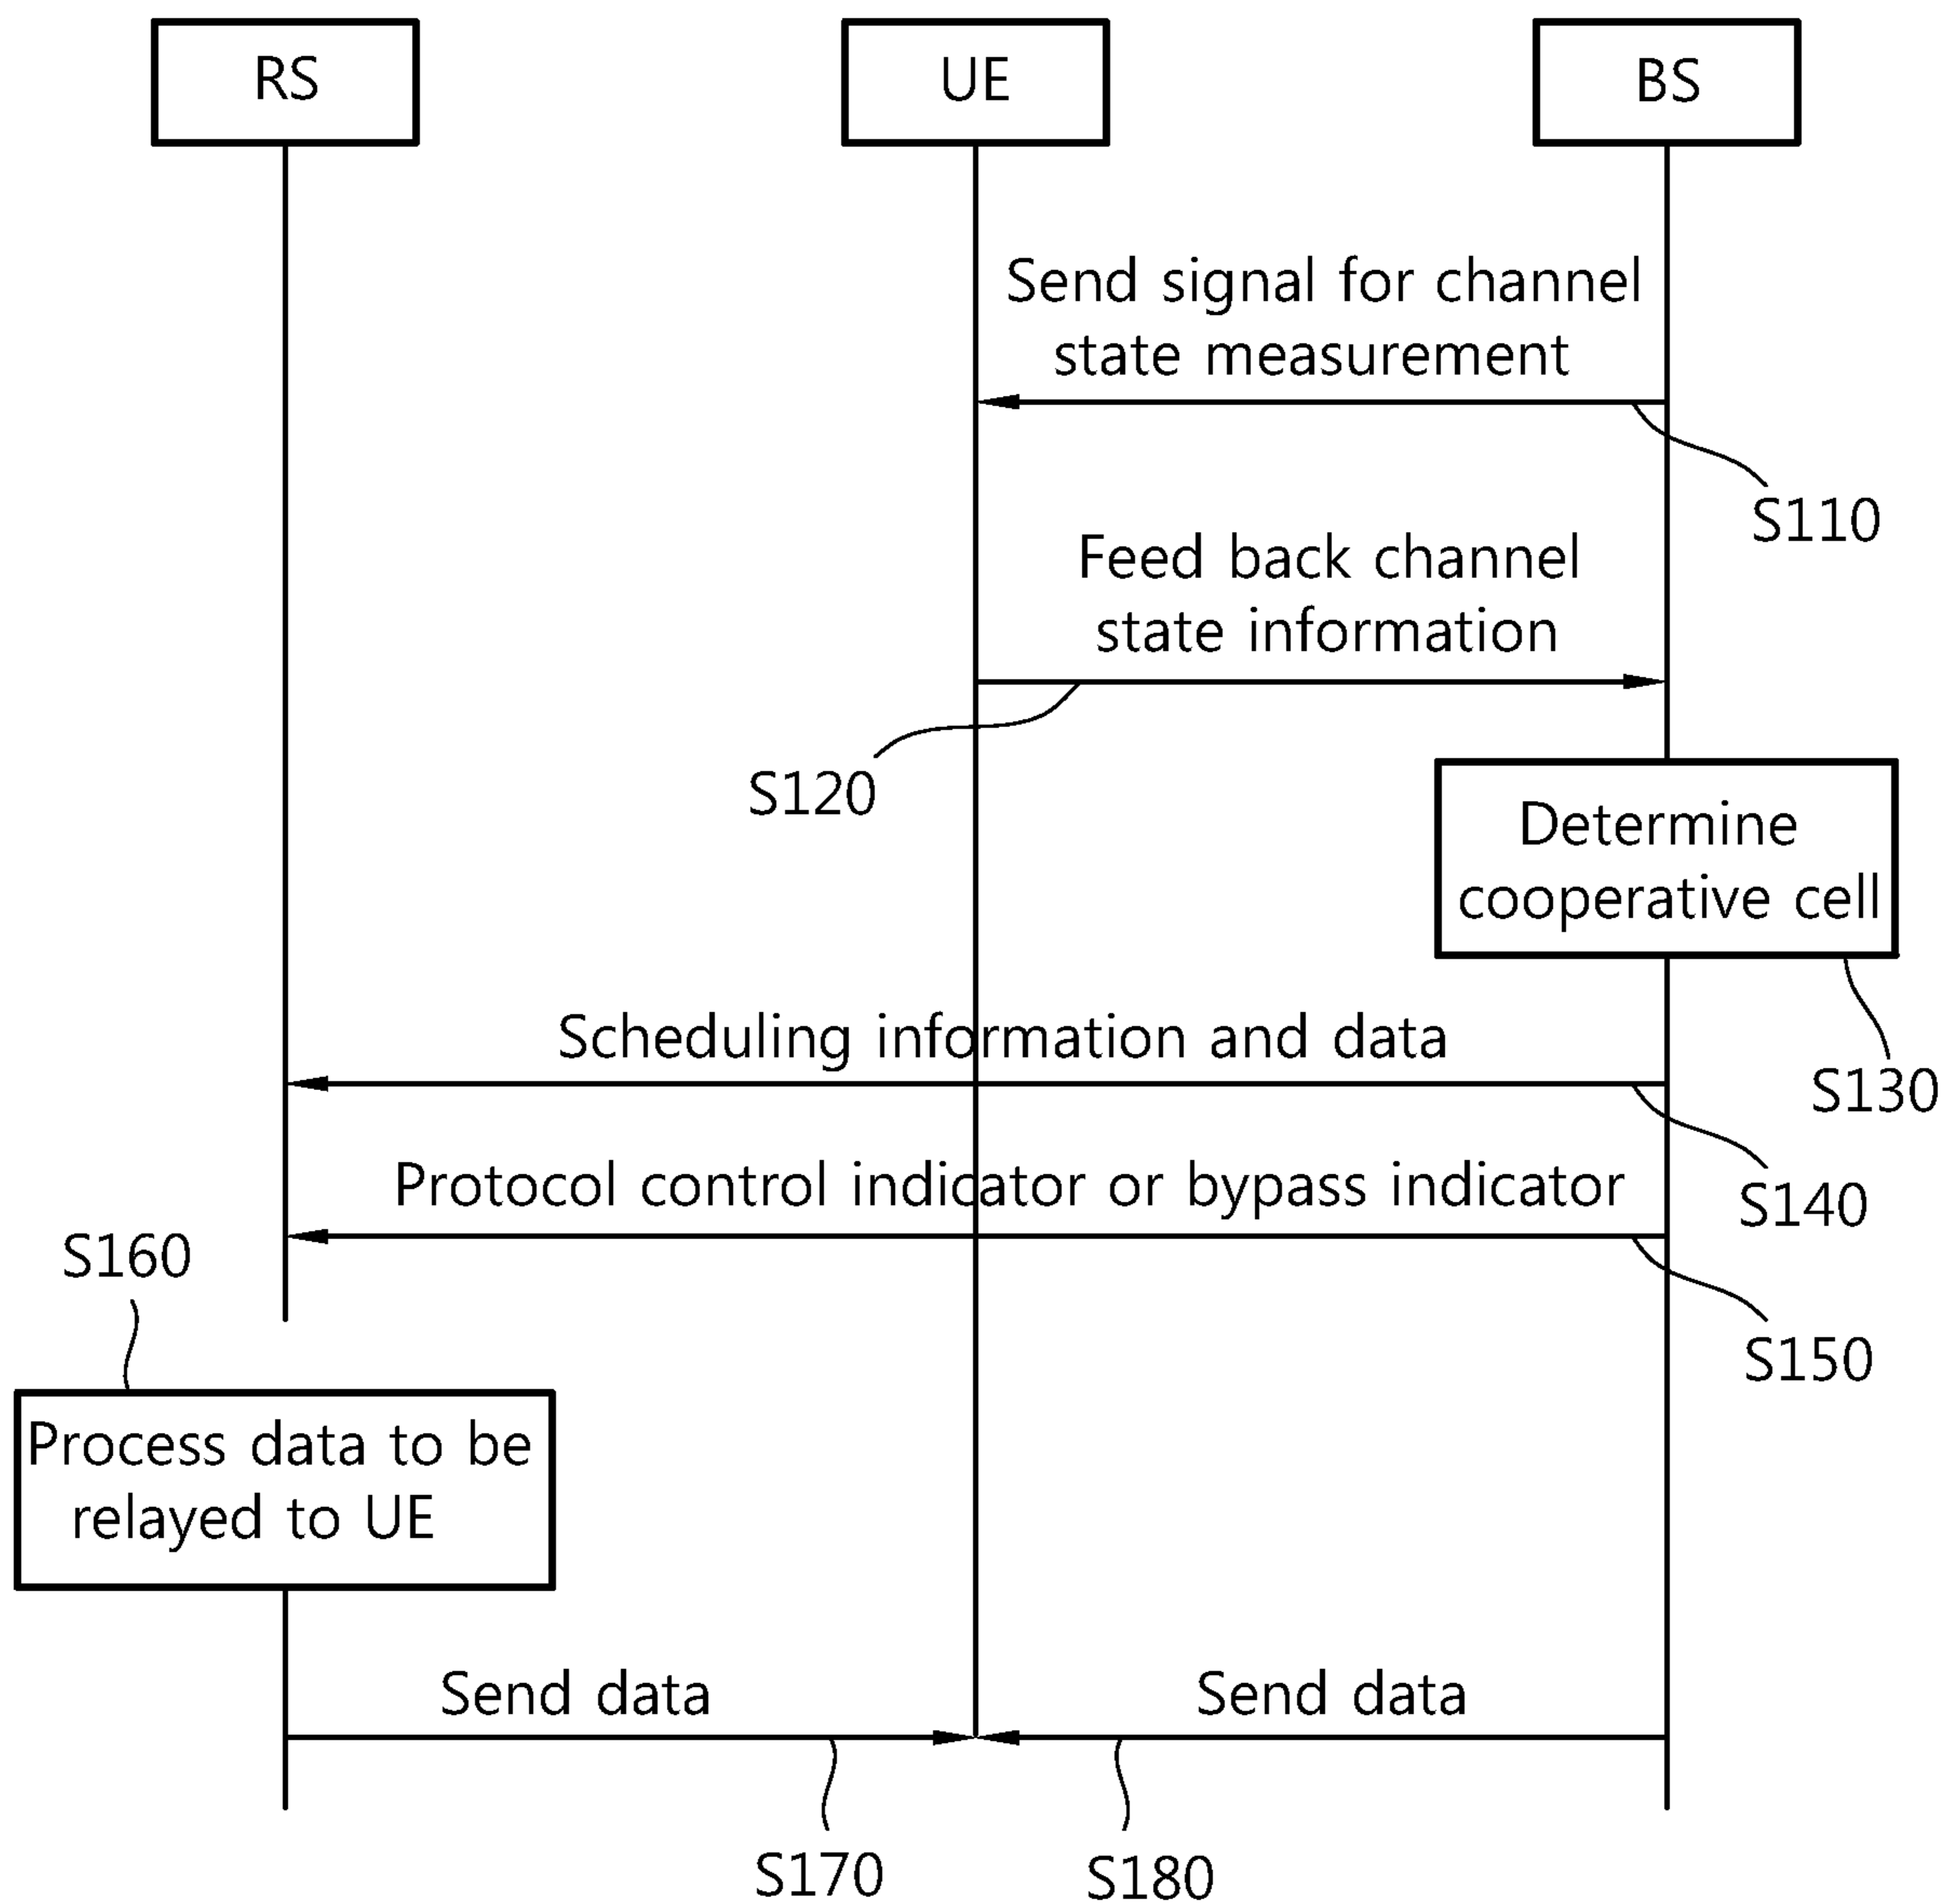 RS
UE
BS
Send signal for channel
state measurement
S110
Feed back channel
state information
S120
Determine
cooperative cell
S130
Scheduling information and data
S140
Protocol control indicator or bypass indicator
S150
S160
Process data to be
relayed to UE
Send data
Send data
S170
S180